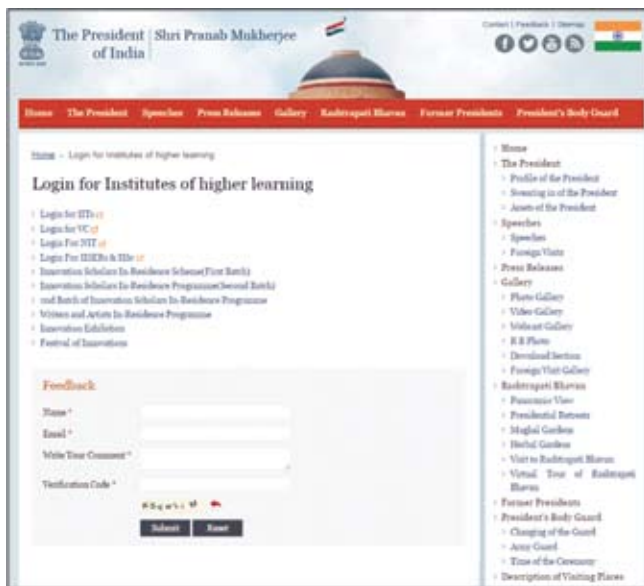 The President of India
Shri Pranab Mukherjee
Contact | Feedback | Sitemap
Home The President Speeches Press Releases Gallery Rashtrapati Bhavan Former Presidents President's Body Guard
Home » Login for Institutes of higher learning
Login for Institutes of higher learning
Login for IITs
Login for VC
Login For NIT
Login For IISERs & IISc
Innovation Scholars In-Residence Scheme(First Batch)
Innovation Scholars In-Residence Programme(Second Batch)
2nd Batch of Innovation Scholars In-Residence Programme
Writers and Artists In-Residence Programme
Innovation Exhibition
Festival of Innovations
Feedback
Name *
Email *
Write Your Comment *
Verification Code *
Submit Reset
Home
The President
Profile of the President
Swearing in of the President
Assets of the President
Speeches
Speeches
Foreign Visits
Press Releases
Gallery
Photo Gallery
Video Gallery
Webcast Gallery
R B Photo
Download Section
Foreign Visit Gallery
Rashtrapati Bhavan
Panoramic View
Presidential Retreats
Mughal Gardens
Herbal Gardens
Visit to Rashtrapati Bhavan
Virtual Tour of Rashtrapati
Bhavan
Former Presidents
President's Body Guard
Changing of the Guard
Army Guard
Time of the Ceremony
Description of Visiting Places